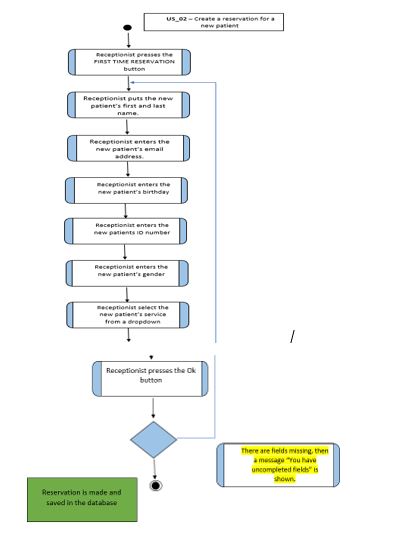 US_02 – Create a reservation for a
new patient
Receptionist presses the
FIRST TIME RESERVATION
button
Receptionist puts the new
patient's first and last
name.
Receptionist enters the
new patient's email
address.
Receptionist enters the
new patient's birthday
Receptionist enters the
new patients ID number
Receptionist enters the
new patient's gender
Receptionist select the
new patient's service
from a dropdown
/
Receptionist presses the Ok
button
There are fields missing, then
a message "You have
uncompleted fields" is
shown.
Reservation is made and
saved in the database